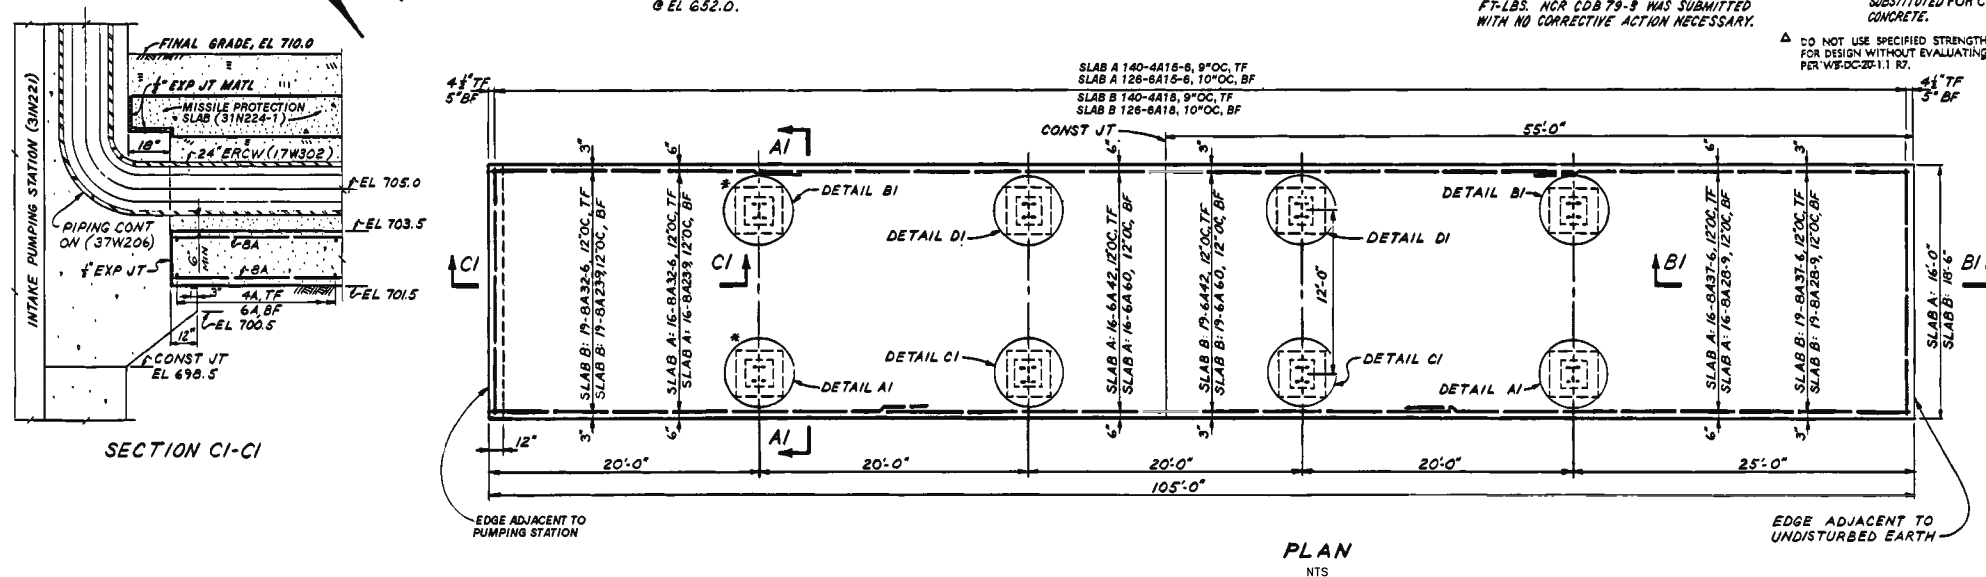 @ EL 652.0.
FT-LBS. NCR CDB 79-3 WAS SUBMITTED
WITH NO CORRECTIVE ACTION NECESSARY.
SUBSTITUTED FOR C
CONCRETE.
DO NOT USE SPECIFIED STRENGTH
FOR DESIGN WITHOUT EVALUATING
INTAKE PUMPING STATION (31N221)
FINAL GRADE, EL 710.0
EXP JT MATL
MISSILE PROTECTION
SLAB (31N224-1)
18"
24" ERCW (17W302)
EL 705.0
PIPING CONT
ON (37W206)
EL 703.5
8A
6" MIN
EXP JT
8A
3"
4A, TF
6A, BF
EL 701.5
EL 700.5
12"
CONST JT
EL 698.5
SECTION C1-C1
4½" TF
5" BF
SLAB A 140-4A15-6, 9"OC, TF
SLAB A 126-6A15-6, 10"OC, BF
SLAB B 140-4A18, 9"OC, TF
SLAB B 126-6A18, 10"OC, BF
4½" TF
5" BF
CONST JT
55'-0"
A1
3"
6"
6"
3"
6"
3"
*
DETAIL B1
DETAIL D1
DETAIL D1
DETAIL B1
C1
C1
B1
B1
SLAB B: 19-8A32-6, 12"OC, TF
SLAB B: 19-8A23-9, 12"OC, BF
SLAB A: 16-8A32-6, 12"OC, TF
SLAB A: 16-8A23-9, 12"OC, BF
SLAB A: 16-6A42, 12"OC, TF
SLAB A: 16-6A60, 12"OC, BF
SLAB B: 19-6A42, 12"OC, TF
SLAB B: 19-6A60, 12"OC, BF
12'-0"
SLAB A: 16-8A37-6, 12"OC, TF
SLAB A: 16-8A28-9, 12"OC, BF
SLAB B: 19-8A37-6, 12"OC, TF
SLAB B: 19-8A28-9, 12"OC, BF
SLAB A: 16'-0"
SLAB B: 18'-6"
*
DETAIL A1
DETAIL C1
DETAIL C1
DETAIL A1
3"
6"
6"
3"
6"
3"
A1
12"
20'-0"
20'-0"
20'-0"
20'-0"
25'-0"
105'-0"
EDGE ADJACENT TO
PUMPING STATION
EDGE ADJACENT TO
UNDISTURBED EARTH
PLAN
NTS